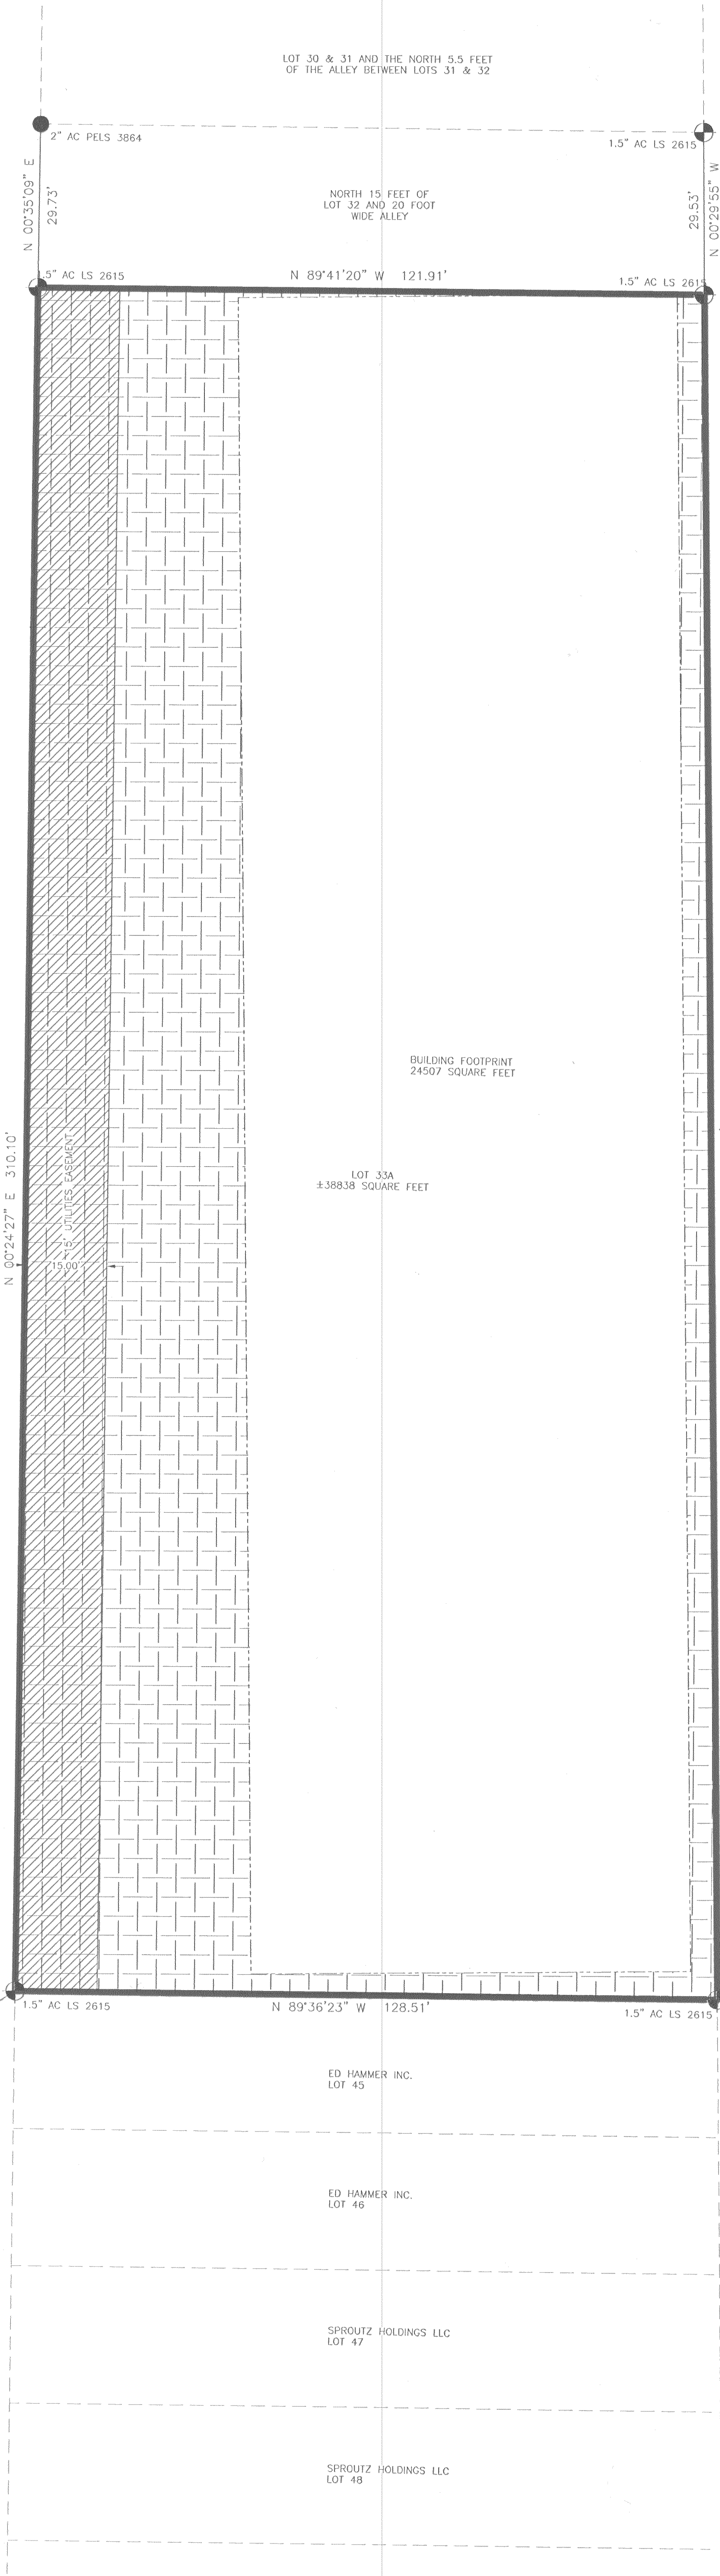 LOT 30 & 31 AND THE NORTH 5.5 FEET
OF THE ALLEY BETWEEN LOTS 31 & 32
2" AC PELS 3864
1.5" AC LS 2615
N 00°35'09" E
29.73'
NORTH 15 FEET OF
LOT 32 AND 20 FOOT
WIDE ALLEY
29.53'
N 00°29'55" W
.5" AC LS 2615
N 89°41'20" W 121.91'
1.5" AC LS 2615
BUILDING FOOTPRINT
24507 SQUARE FEET
LOT 33A
±38838 SQUARE FEET
N 00°24'27" E 310.10'
15' UTILITIES EASEMENT
15.00'
1.5" AC LS 2615
N 89°36'23" W 128.51'
1.5" AC LS 2615
ED HAMMER INC.
LOT 45
ED HAMMER INC.
LOT 46
SPROUTZ HOLDINGS LLC
LOT 47
SPROUTZ HOLDINGS LLC
LOT 48